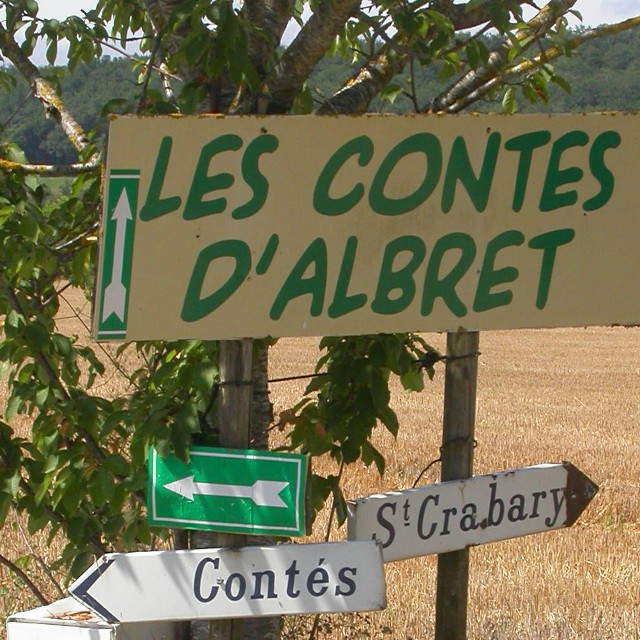 LES CONTES
D'ALBRET
St Crabary
Contés